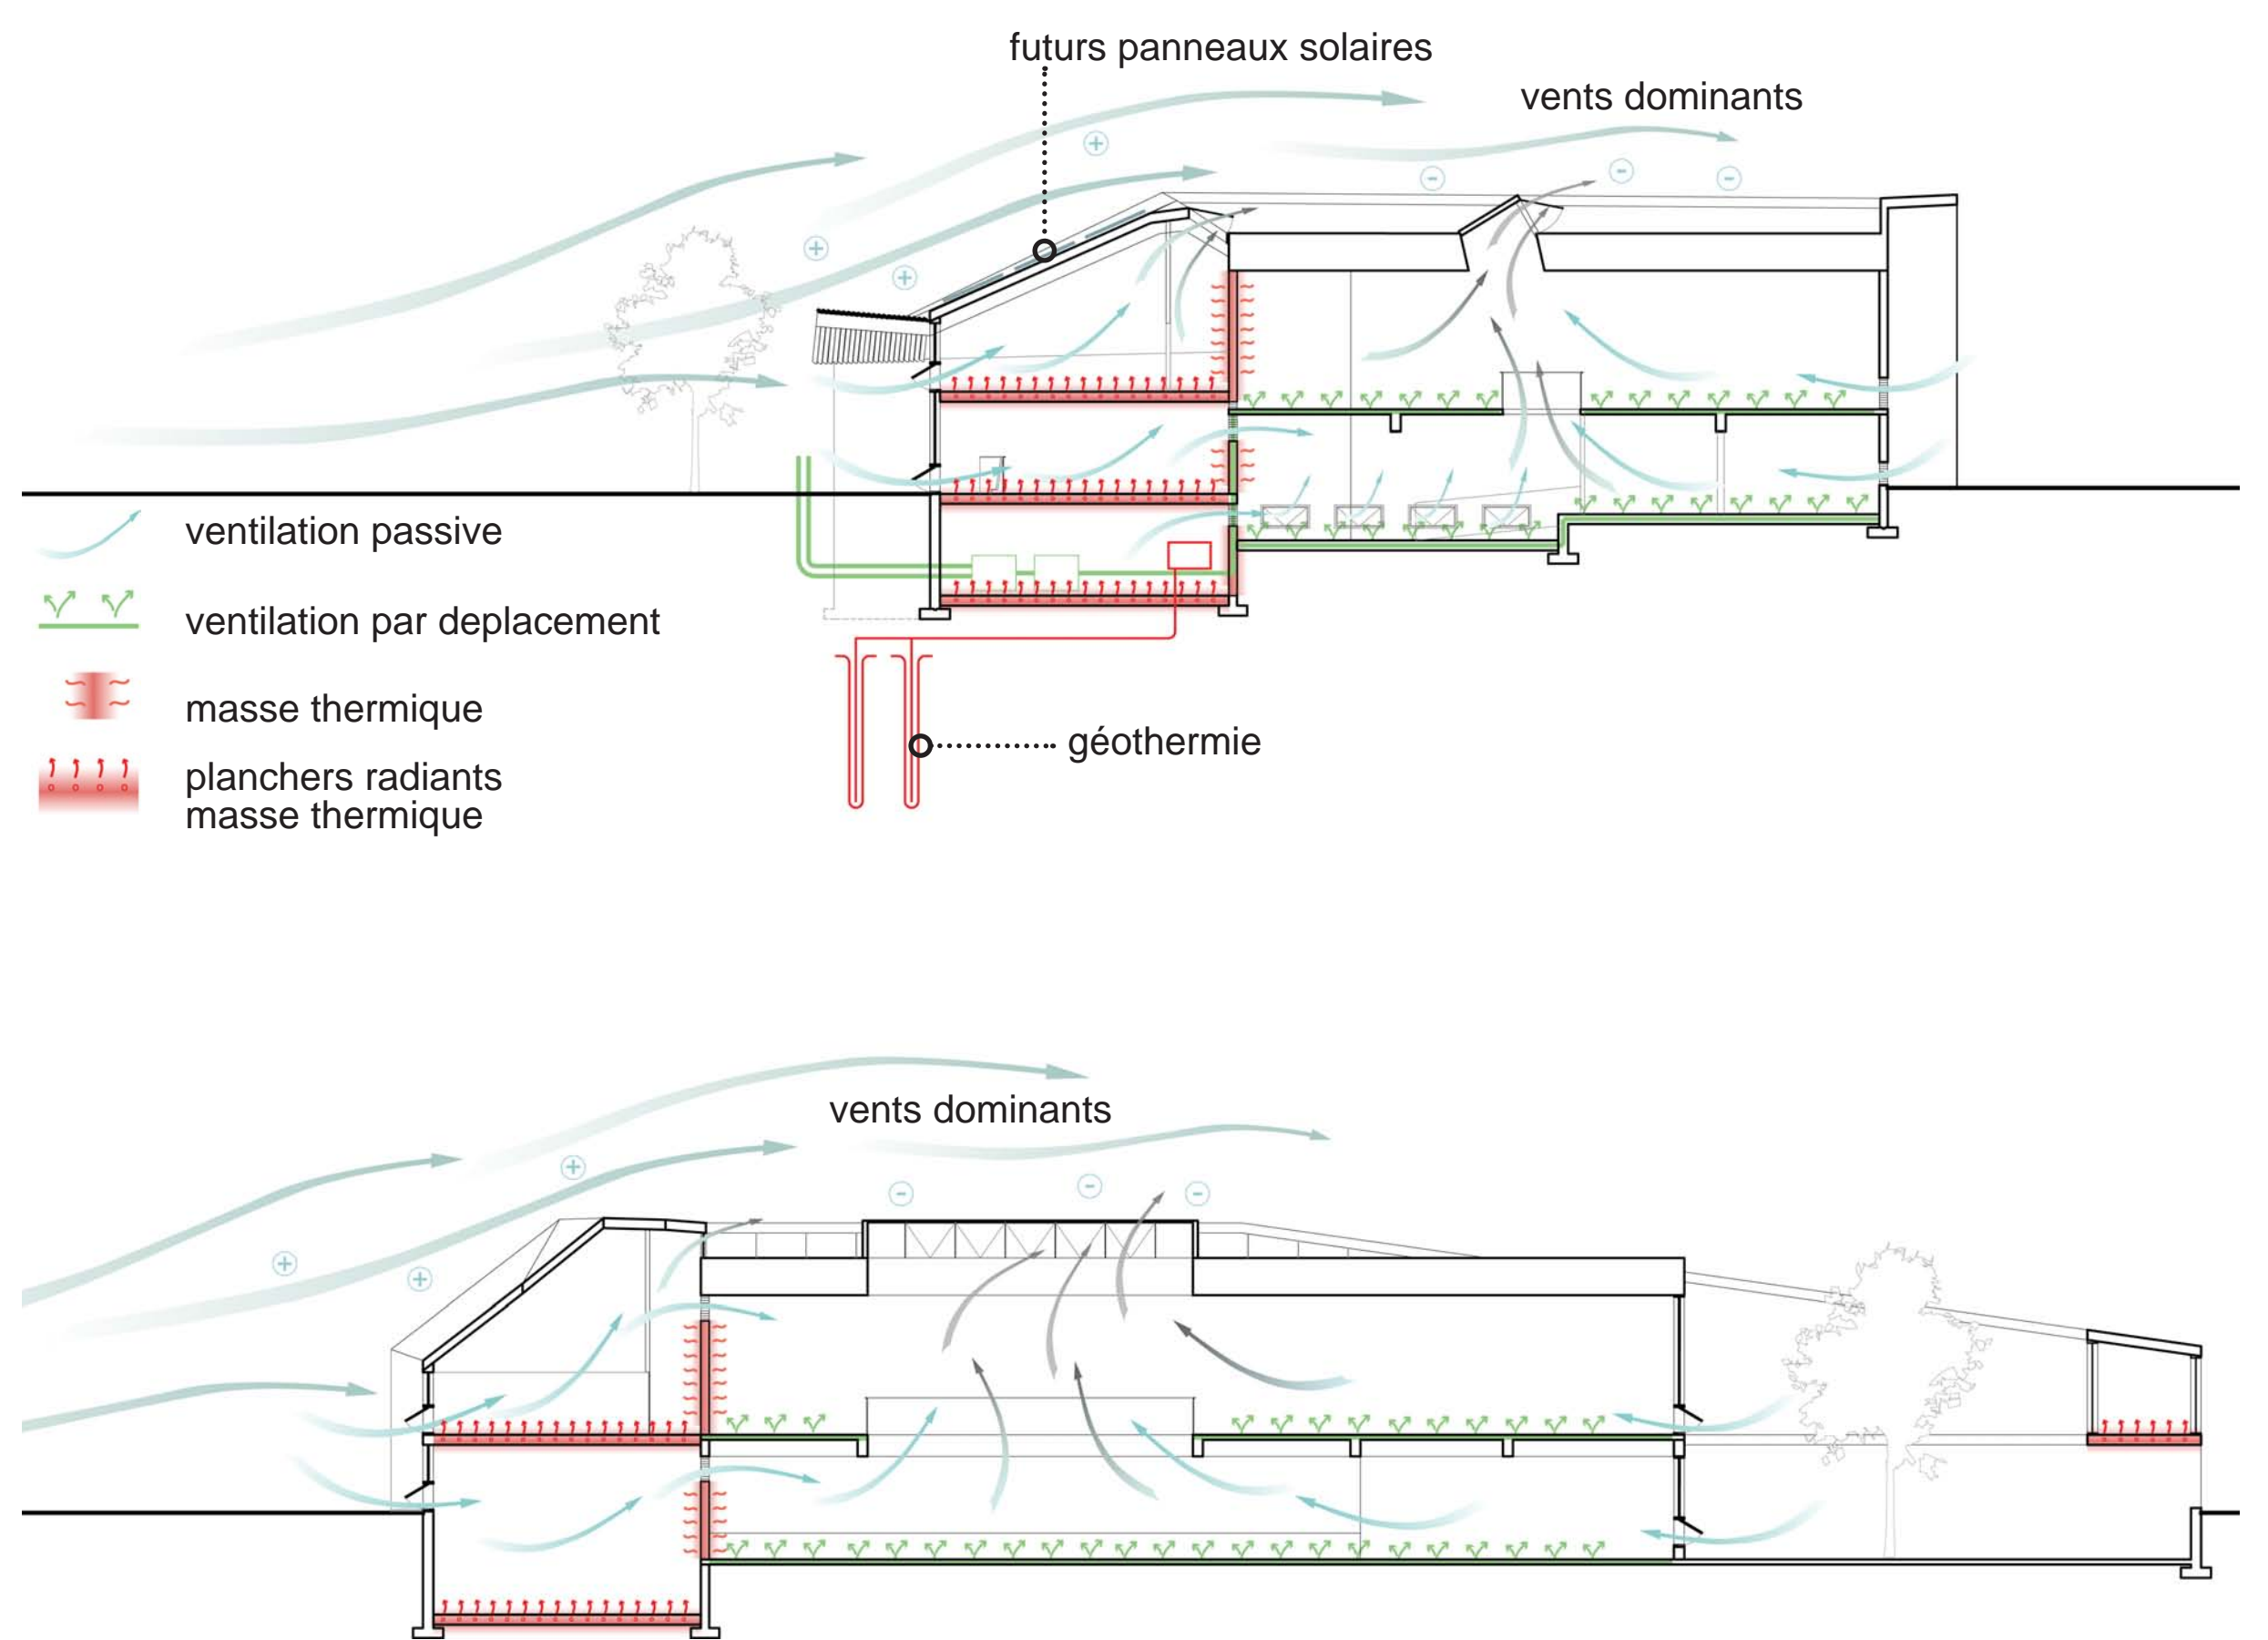 futurs panneaux solaires
vents dominants
ventilation passive
ventilation par deplacement
masse thermique
géothermie
planchers radiants
masse thermique
vents dominants